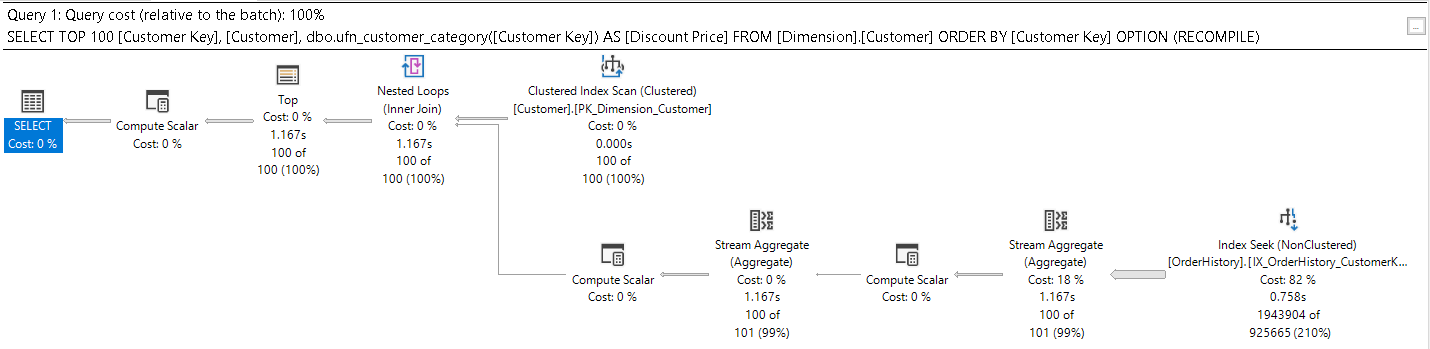 Query 1: Query cost (relative to the batch): 100%
SELECT TOP 100 [Customer Key], [Customer], dbo.ufn_customer_category([Customer Key]) AS [Discount Price] FROM [Dimension].[Customer] ORDER BY [Customer Key] OPTION (RECOMPILE)
...
SELECT
Cost: 0 %
Compute Scalar
Cost: 0 %
Top
Cost: 0 %
1.167s
100 of
100 (100%)
Nested Loops
(Inner Join)
Cost: 0 %
1.167s
100 of
100 (100%)
Clustered Index Scan (Clustered)
[Customer].[PK_Dimension_Customer]
Cost: 0 %
0.000s
100 of
100 (100%)
Compute Scalar
Cost: 0 %
Stream Aggregate
(Aggregate)
Cost: 0 %
1.167s
100 of
101 (99%)
Compute Scalar
Cost: 0 %
Stream Aggregate
(Aggregate)
Cost: 18 %
1.167s
100 of
101 (99%)
Index Seek (NonClustered)
[OrderHistory].[IX_OrderHistory_CustomerK...
Cost: 82 %
0.758s
1943904 of
925665 (210%)